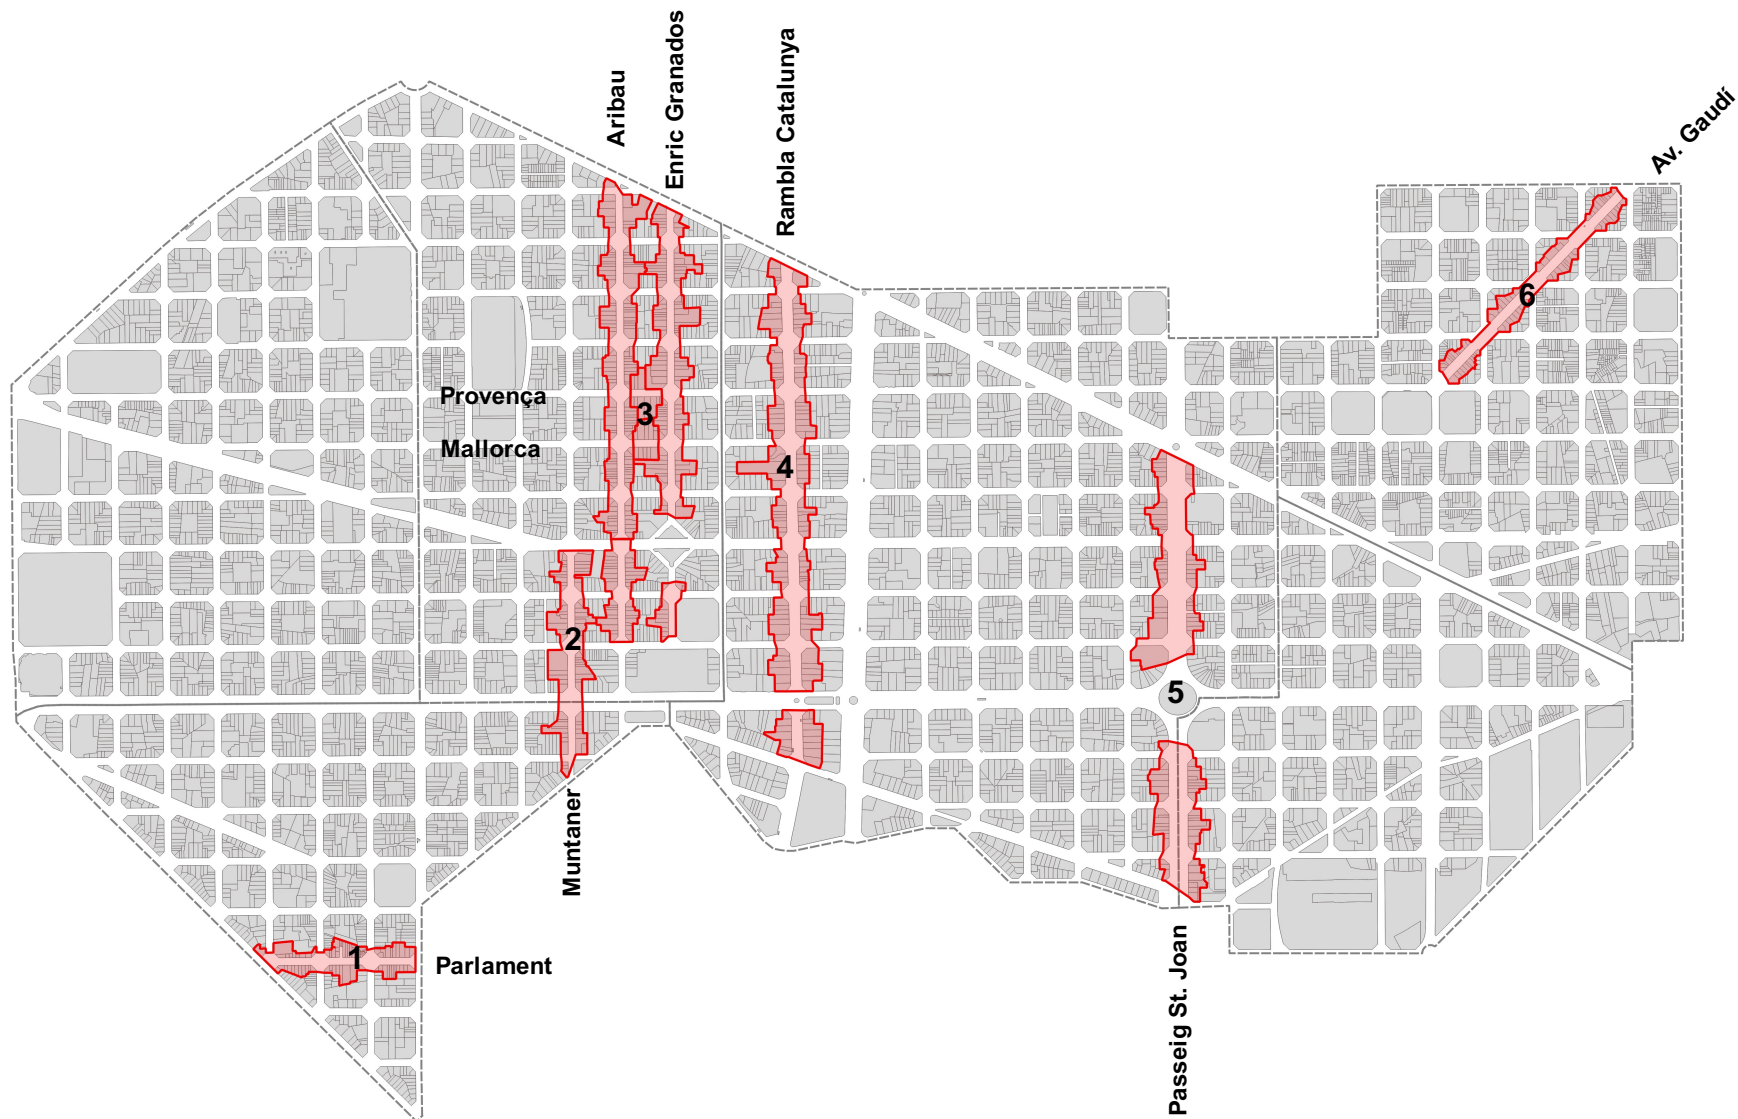 Aribau
Enric Granados
Rambla Catalunya
Av. Gaudí
6
Provença
3
Mallorca
4
2
5
Muntaner
1
Parlament
Passeig St. Joan